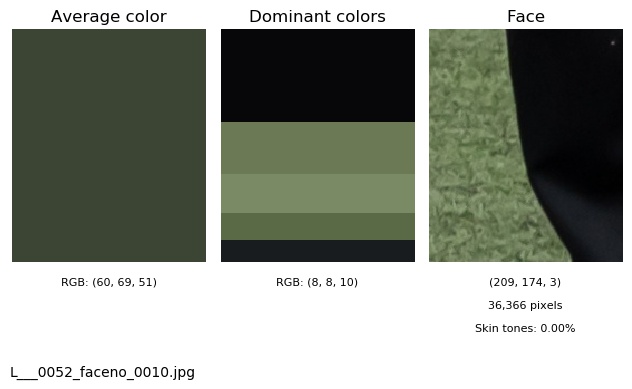 Average color
Dominant colors
Face
RGB: (60, 69, 51)
RGB: (8, 8, 10)
(209, 174, 3)
36,366 pixels
Skin tones: 0.00%
L___0052_faceno_0010.jpg